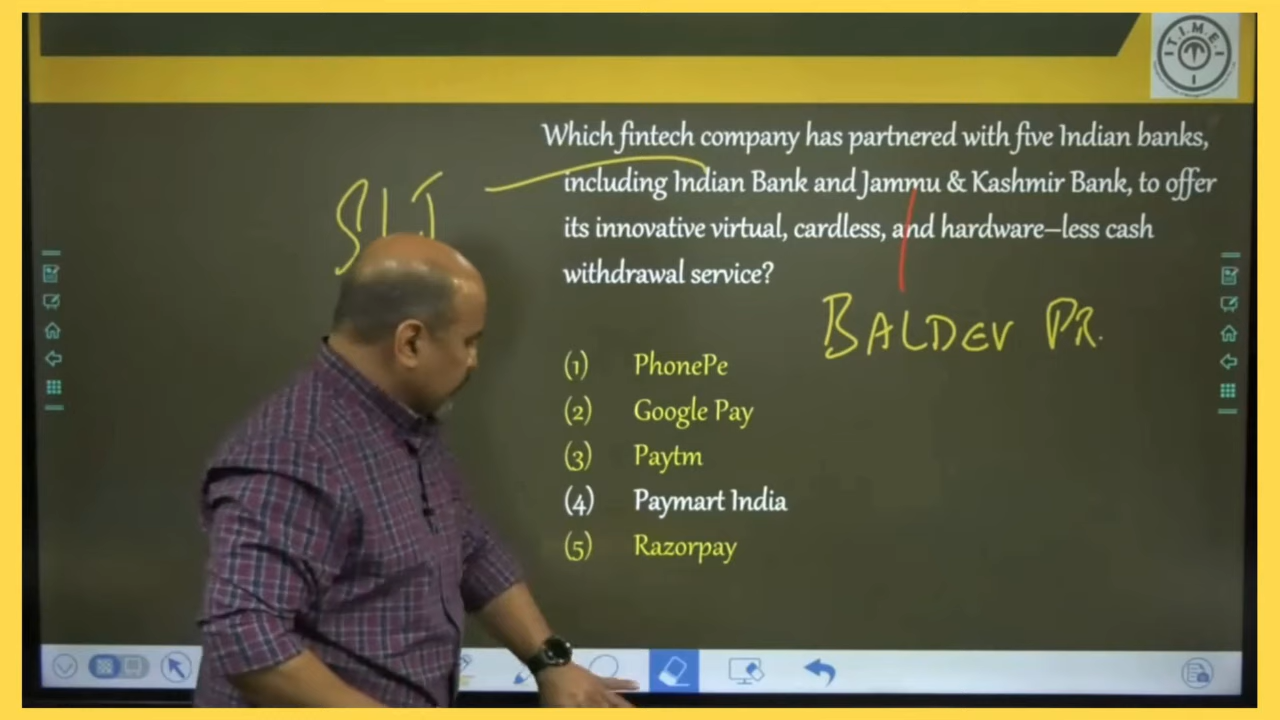 T.I.M.E.
Which fintech company has partnered with five Indian banks,
including Indian Bank and Jammu & Kashmir Bank, to offer
its innovative virtual, cardless, and hardware–less cash
withdrawal service?
BALDEV PR.
(1) PhonePe
(2) Google Pay
(3) Paytm
(4) Paymart India
(5) Razorpay